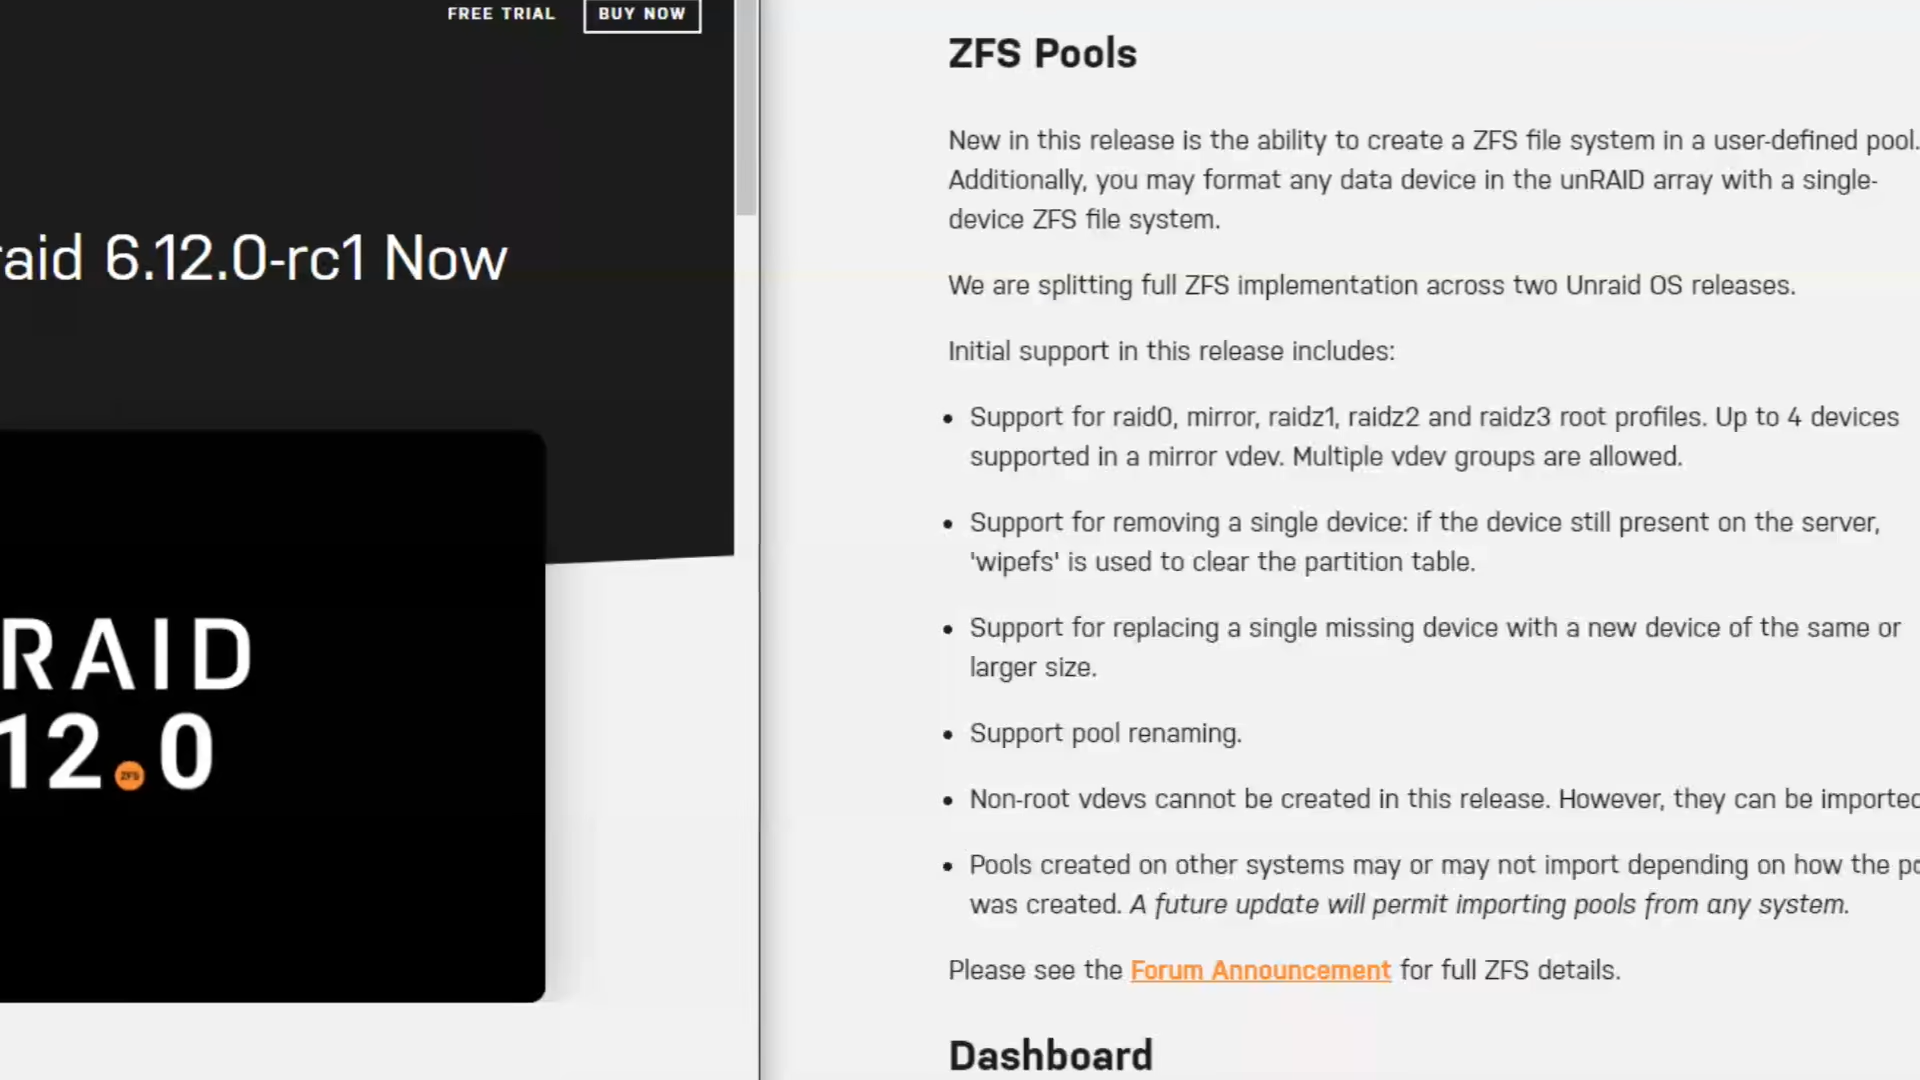 FREE TRIAL
BUY NOW
raid 6.12.0-rc1 Now
RAID
12.0
ZFS
ZFS Pools
New in this release is the ability to create a ZFS file system in a user-defined pool.
Additionally, you may format any data device in the unRAID array with a single-
device ZFS file system.
We are splitting full ZFS implementation across two Unraid OS releases.
Initial support in this release includes:
• Support for raid0, mirror, raidz1, raidz2 and raidz3 root profiles. Up to 4 devices
supported in a mirror vdev. Multiple vdev groups are allowed.
• Support for removing a single device: if the device still present on the server,
'wipefs' is used to clear the partition table.
• Support for replacing a single missing device with a new device of the same or
larger size.
• Support pool renaming.
• Non-root vdevs cannot be created in this release. However, they can be imported
• Pools created on other systems may or may not import depending on how the po
was created. A future update will permit importing pools from any system.
Please see the Forum Announcement for full ZFS details.
Dashboard